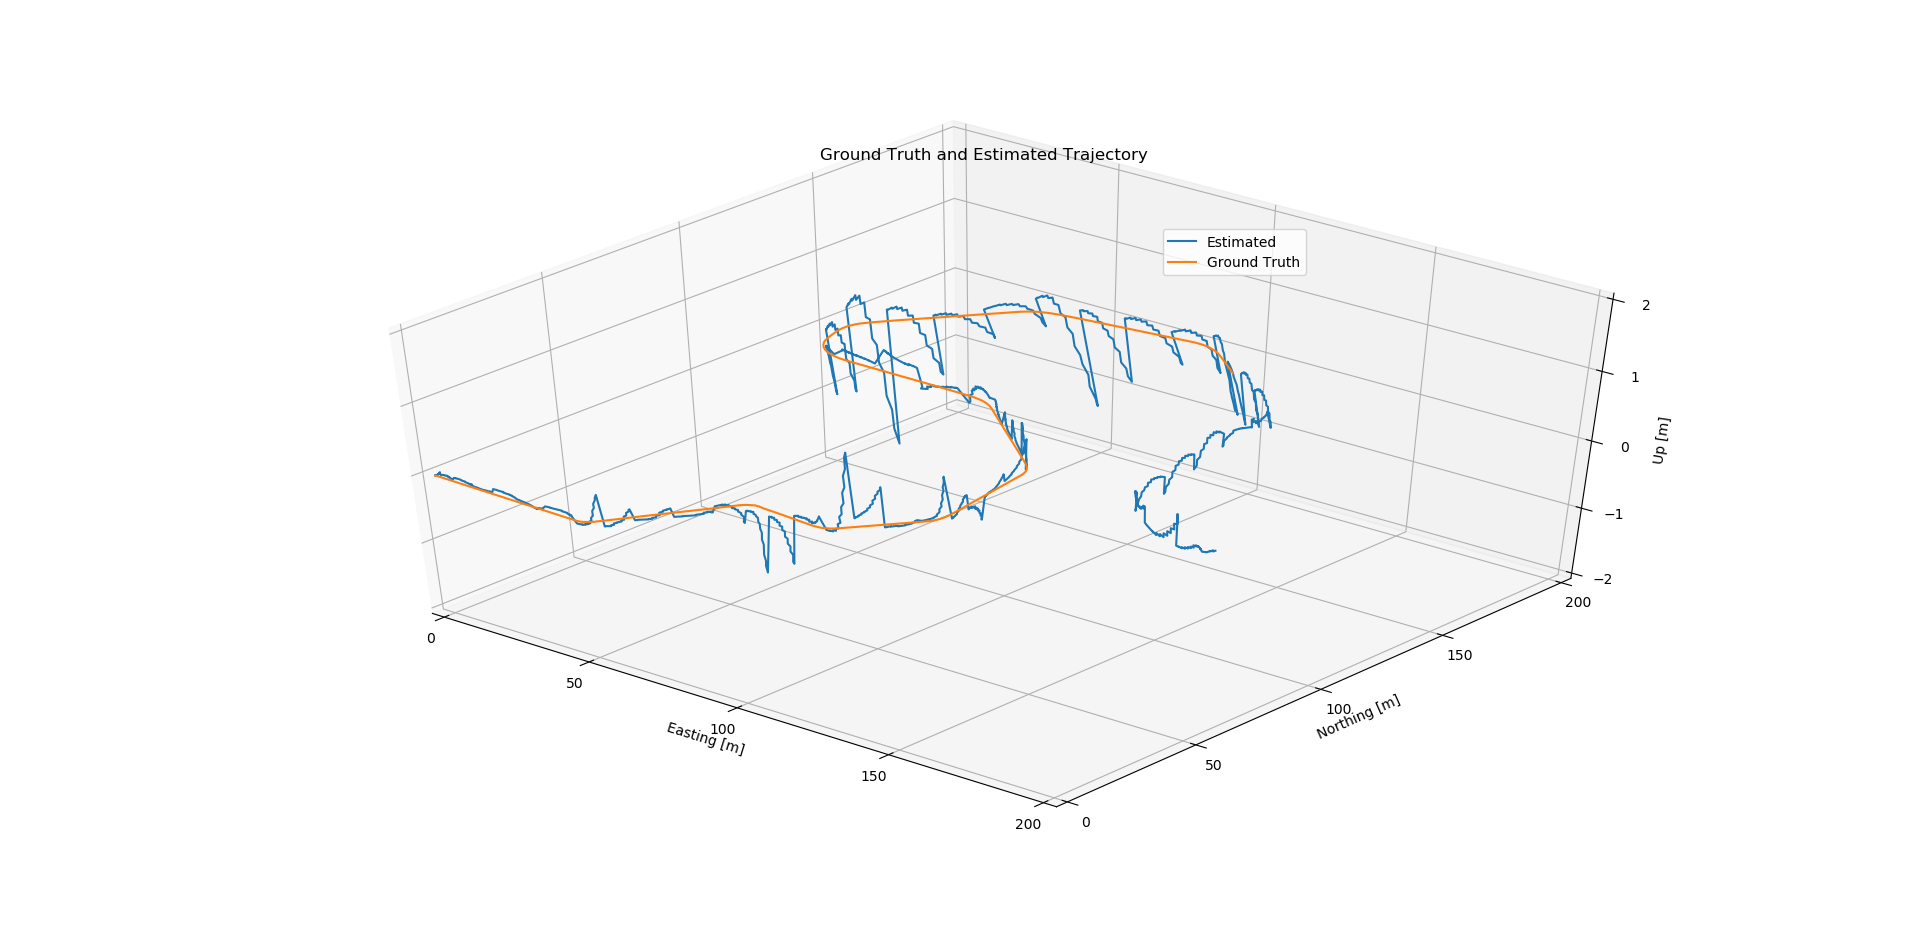 Ground Truth and Estimated Trajectory
Estimated
Ground Truth
2
1
0
−1
−2
Up [m]
0
50
100
150
200
Easting [m]
0
50
100
150
200
Northing [m]